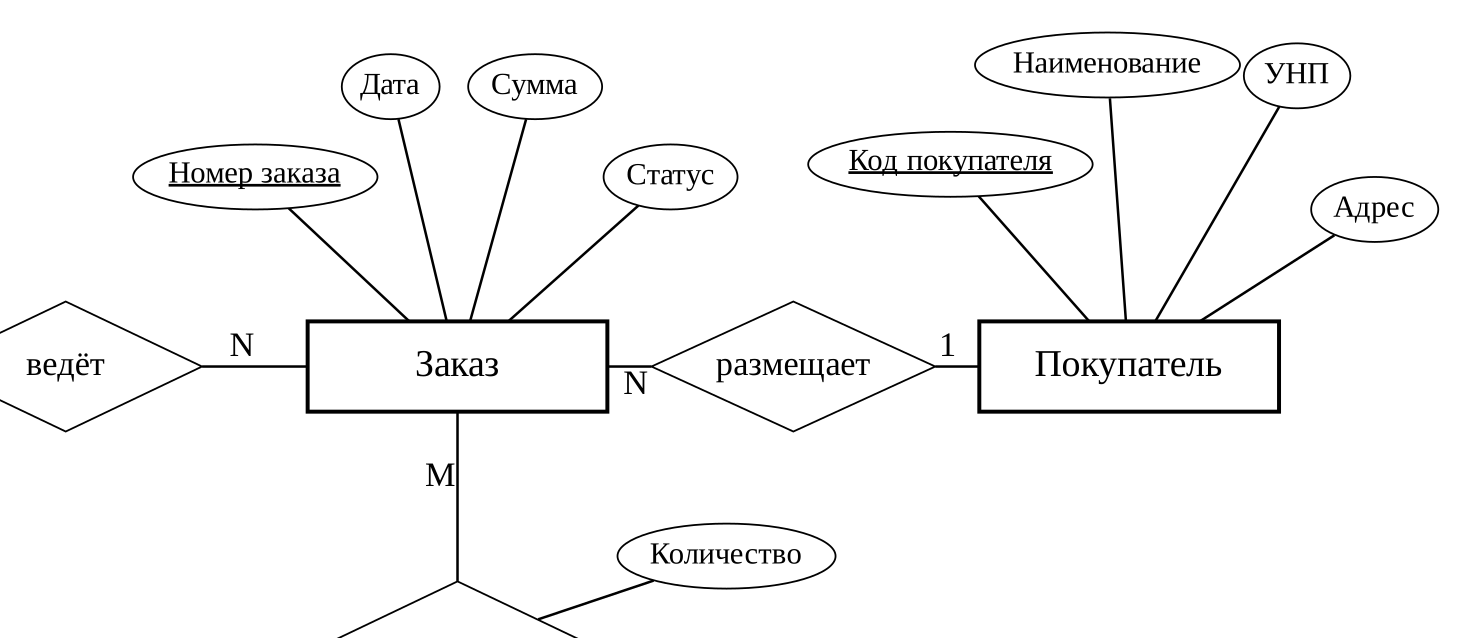 Наименование
УНП
Дата
Сумма
Код покупателя
Номер заказа
Статус
Адрес
N
1
ведёт
Заказ
размещает
Покупатель
N
M
Количество